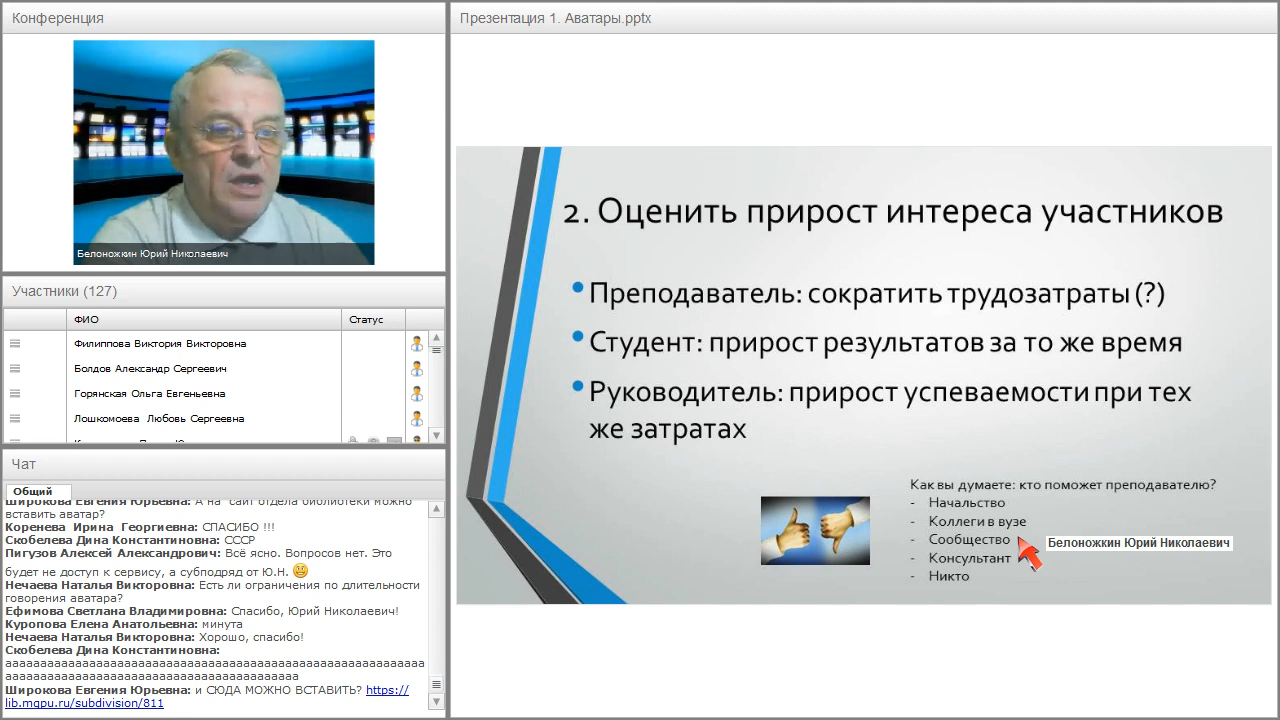 Конференция
Белоножкин Юрий Николаевич
Участники (127)
ФИО
Статус
Филиппова Виктория Викторовна
Болдов Александр Сергеевич
Горянская Ольга Евгеньевна
Лошкомоева Любовь Сергеевна
Чат
Общий
Широкова Евгения Юрьевна: А на сайт отдела библиотеки можно
вставить аватар?
Коренева Ирина Георгиевна: СПАСИБО !!!
Скобелева Дина Константиновна: СССР
Пигузов Алексей Александрович: Всё ясно. Вопросов нет. Это
будет не доступ к сервису, а субподряд от Ю.Н.
Нечаева Наталья Викторовна: Есть ли ограничения по длительности
говорения аватара?
Ефимова Светлана Владимировна: Спасибо, Юрий Николаевич!
Куропова Елена Анатольевна: минута
Нечаева Наталья Викторовна: Хорошо, спасибо!
Скобелева Дина Константиновна:
аааааааааааааааааааааааааааааааааааааааааааааааааааааааааааа
аааааааааааааааааааааааааааааааааааааааааа
Широкова Евгения Юрьевна: и СЮДА МОЖНО ВСТАВИТЬ? https://
lib.mgpu.ru/subdivision/811
Презентация 1. Аватары.pptx
2. Оценить прирост интереса участников
Преподаватель: сократить трудозатраты (?)
Студент: прирост результатов за то же время
Руководитель: прирост успеваемости при тех
же затратах
Как вы думаете: кто поможет преподавателю?
- Начальство
- Коллеги в вузе
- Сообщество
Белоножкин Юрий Николаевич
- Консультант
- Никто